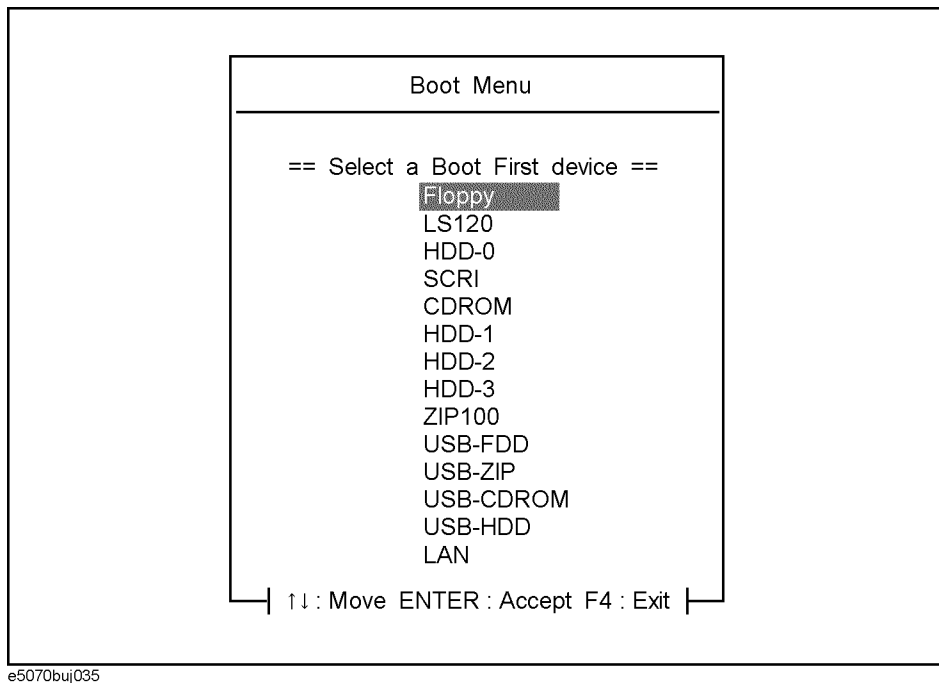 Boot Menu
== Select a Boot First device ==
Floppy
LS120
HDD-0
SCRI
CDROM
HDD-1
HDD-2
HDD-3
ZIP100
USB-FDD
USB-ZIP
USB-CDROM
USB-HDD
LAN
↑↓ : Move ENTER : Accept F4 : Exit
e5070buj035